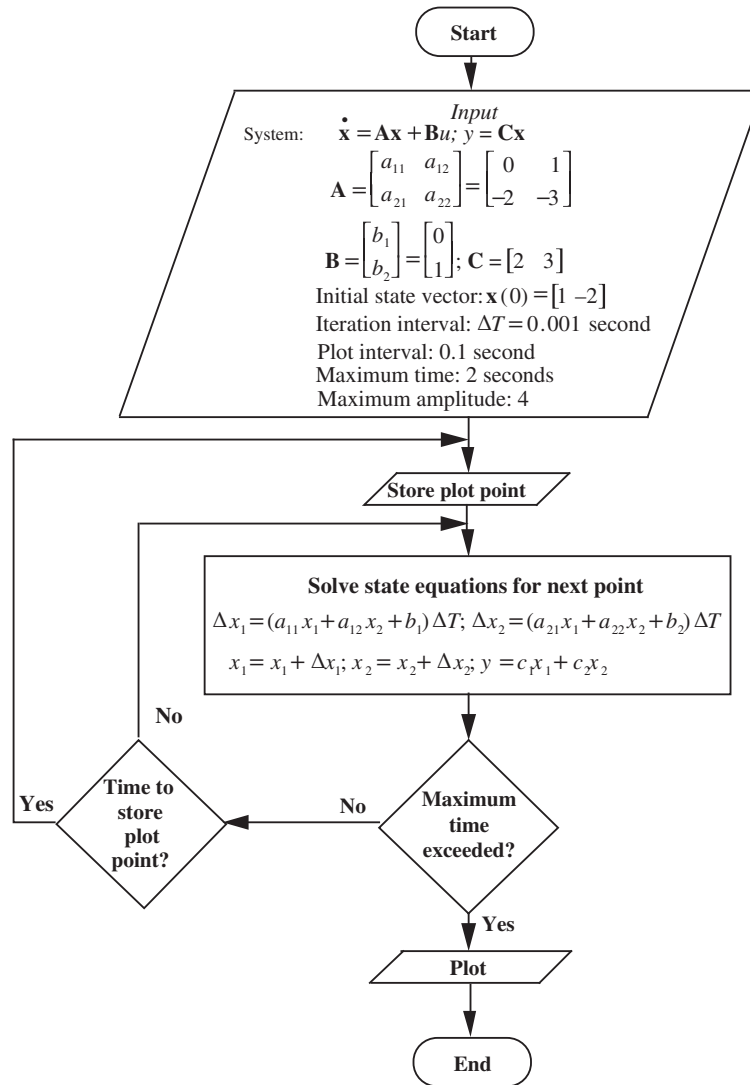 Start
Input
System: ẋ = Ax + Bu; y = Cx
A = [a₁₁ a₁₂; a₂₁ a₂₂] = [0 1; −2 −3]
B = [b₁; b₂] = [0; 1]; C = [2 3]
Initial state vector: x (0) = [1 –2]
Iteration interval: ΔT = 0.001 second
Plot interval: 0.1 second
Maximum time: 2 seconds
Maximum amplitude: 4
Store plot point
Solve state equations for next point
Δx₁ = (a₁₁x₁ + a₁₂x₂ + b₁) ΔT; Δx₂ = (a₂₁x₁ + a₂₂x₂ + b₂) ΔT
x₁ = x₁ + Δx₁; x₂ = x₂ + Δx₂; y = c₁x₁ + c₂x₂
No
Yes
Time to
store
plot
point?
No
Maximum
time
exceeded?
Yes
Plot
End